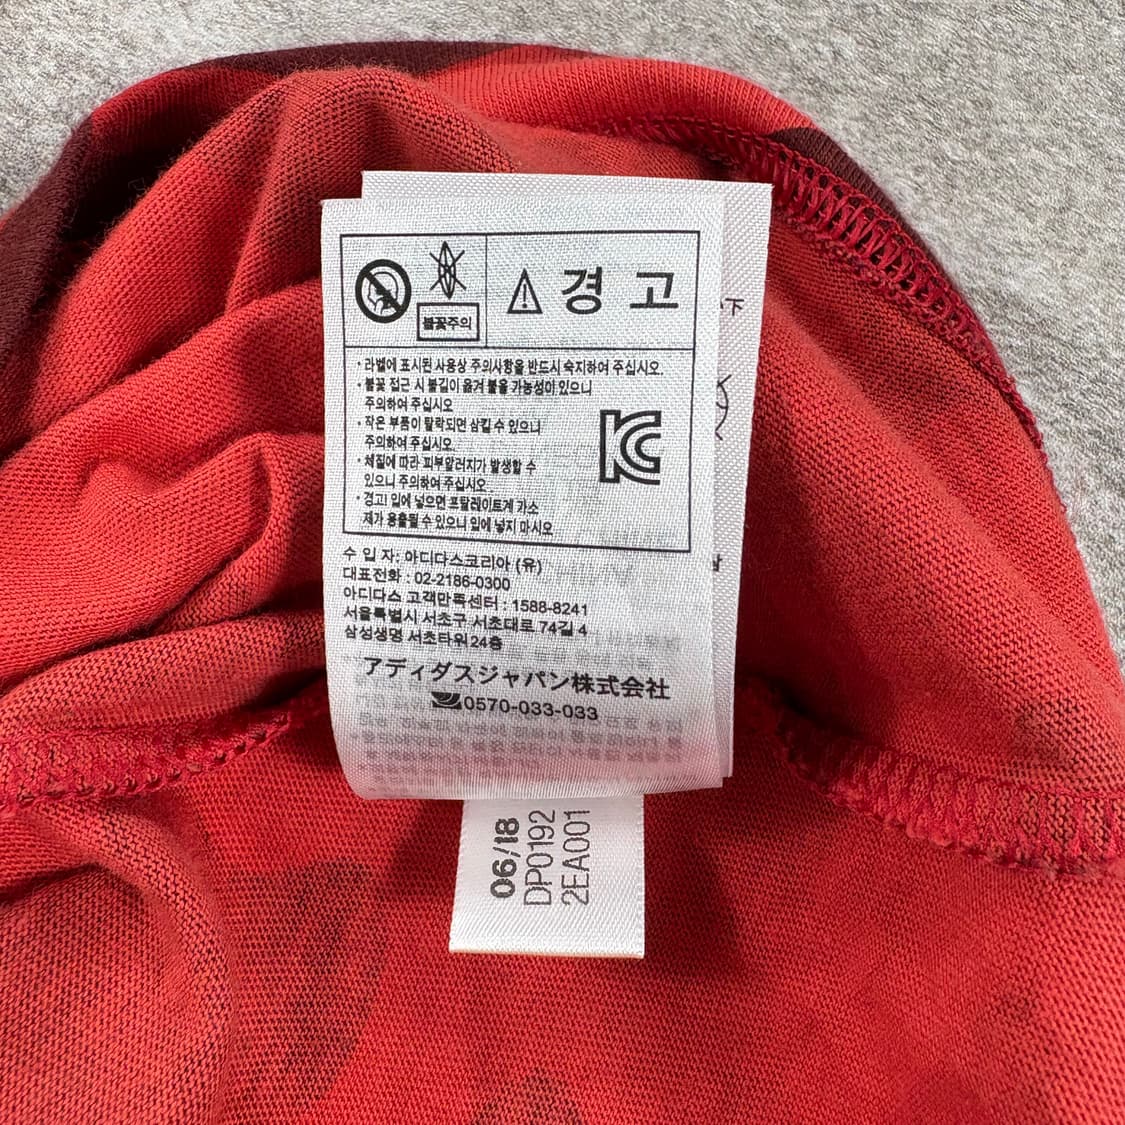 불꽃주의
경 고
· 라벨에 표시된 사용상 주의사항을 반드시 숙지하여 주십시오.
· 불꽃 접근 시 불길이 옮겨 붙을 가능성이 있으니
주의하여 주십시오
· 작은 부품이 탈락되면 삼킬 수 있으니
주의하여 주십시오.
· 체질에 따라 피부알러지가 발생할 수
있으니 주의하여 주십시오
· 경고! 입에 넣으면 프탈레이트계 가소
제가 용출될 수 있으니 입에 넣지 마시오
수 입 자: 아디다스코리아 (유)
대표전화 : 02-2186-0300
아디다스 고객만족센터 : 1588-8241
서울특별시 서초구 서초대로 74길 4
삼성생명 서초타워 24층
アディダスジャパン株式会社
0570-033-033
06/18
DP0192
2EA001
下